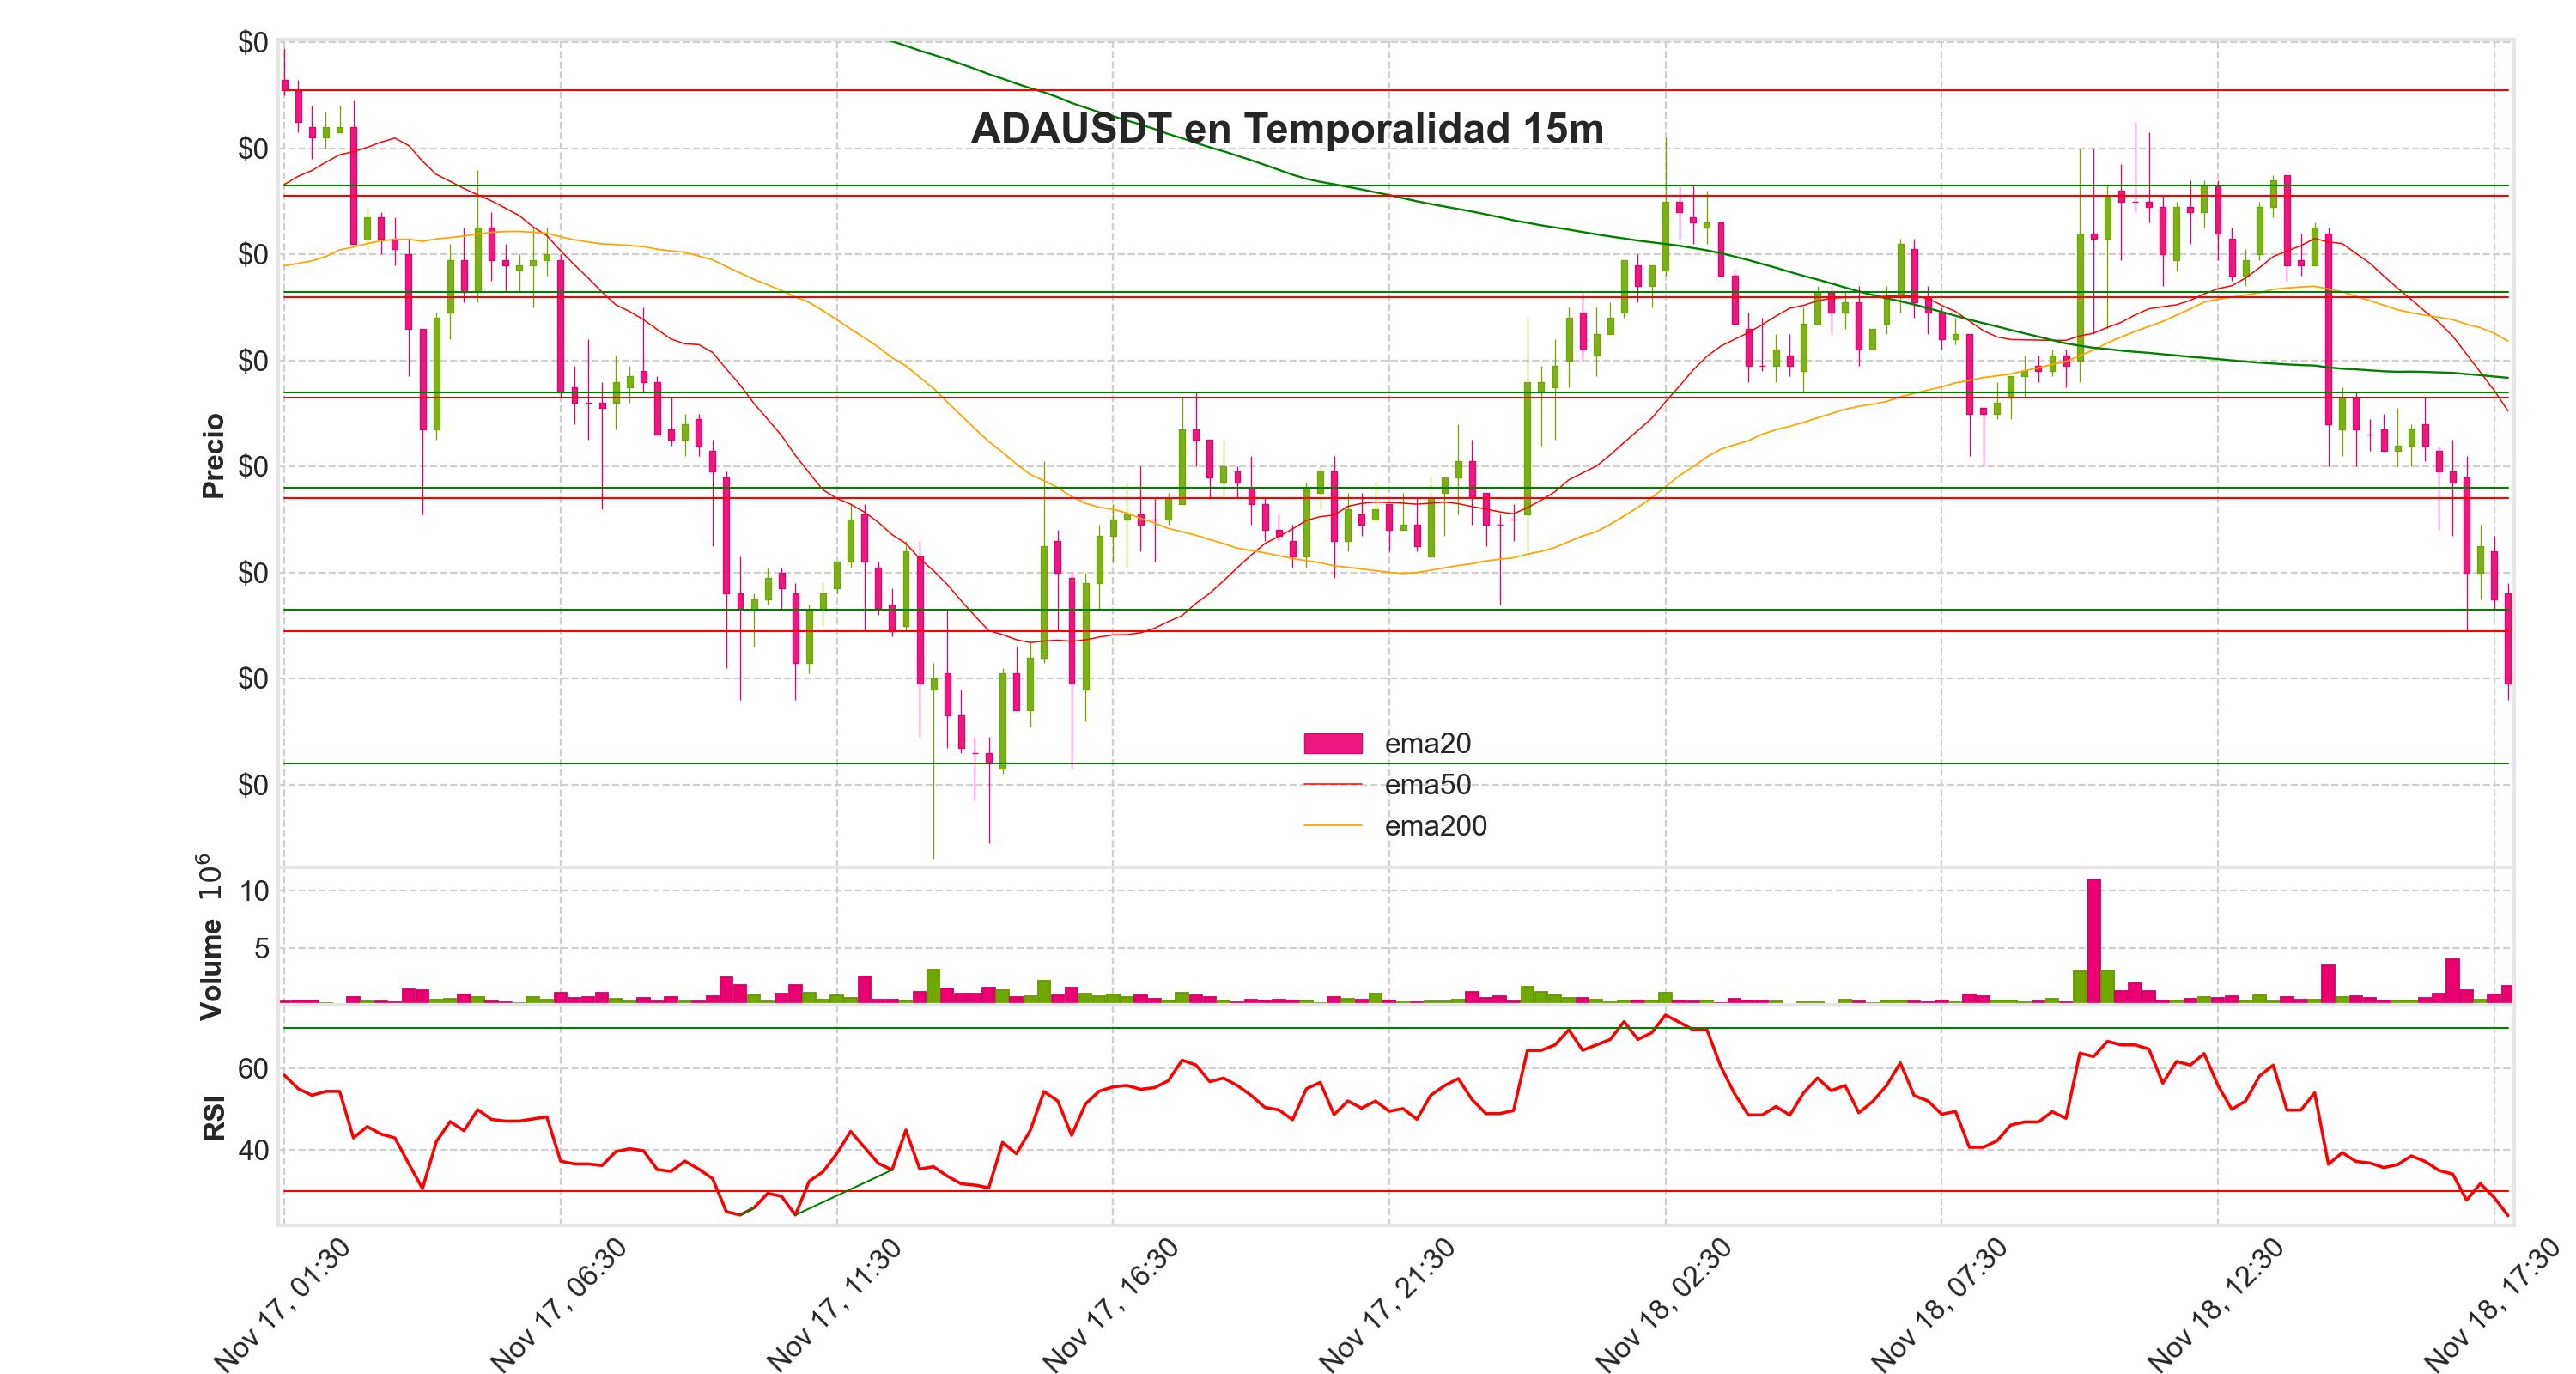 ADAUSDT en Temporalidad 15m
Precio
$0
$0
$0
$0
$0
$0
$0
$0
ema20
ema50
ema200
Volume 10⁶
10
5
RSI
60
40
Nov 17, 01:30
Nov 17, 06:30
Nov 17, 11:30
Nov 17, 16:30
Nov 17, 21:30
Nov 18, 02:30
Nov 18, 07:30
Nov 18, 12:30
Nov 18, 17:30